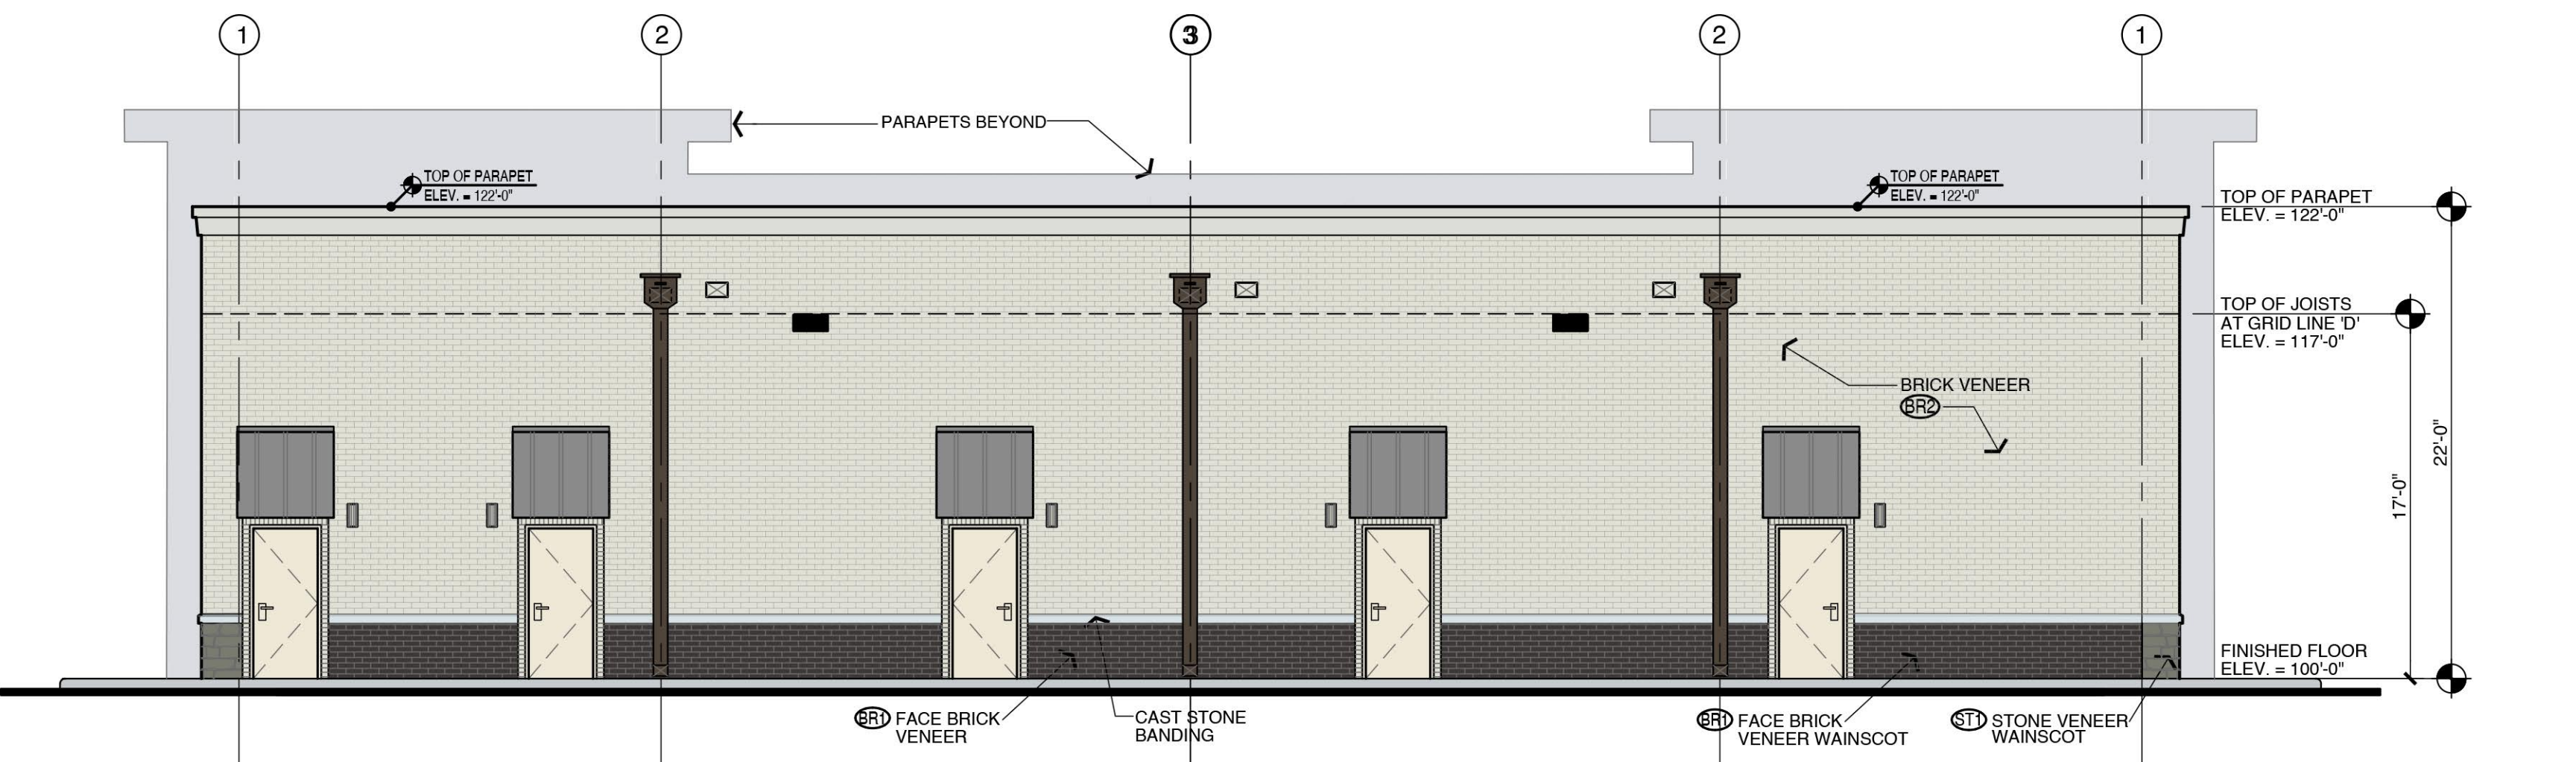 1
2
3
2
1
PARAPETS BEYOND
TOP OF PARAPET
ELEV. = 122'-0"
TOP OF PARAPET
ELEV. = 122'-0"
TOP OF PARAPET
ELEV. = 122'-0"
TOP OF JOISTS
AT GRID LINE 'D'
ELEV. = 117'-0"
BRICK VENEER
BR2
17'-0"
22'-0"
FINISHED FLOOR
ELEV. = 100'-0"
BR1 FACE BRICK
VENEER
CAST STONE
BANDING
BR1 FACE BRICK
VENEER WAINSCOT
ST1 STONE VENEER
WAINSCOT